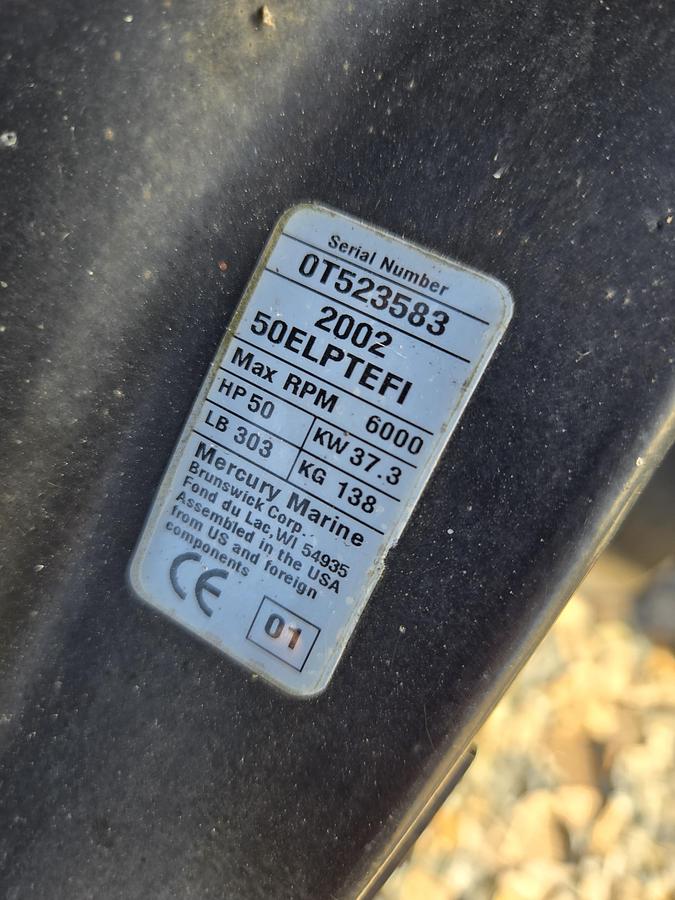 Serial Number
0T523583
2002
50ELPTEFI
Max RPM 6000
HP 50 KW 37.3
LB 303 KG 138
Mercury Marine
Brunswick Corp.
Fond du Lac,WI 54935
Assembled in the USA
from US and foreign
components
CE
01